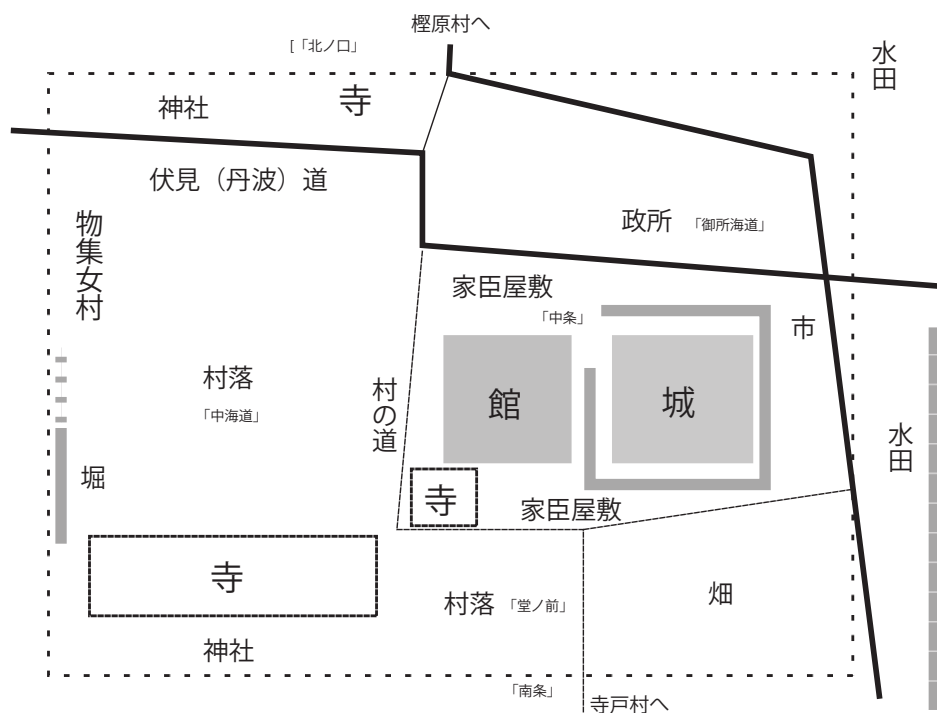 樫原村へ
[「北ノ口」
水田
神社
寺
伏見（丹波）道
物集女村
政所
「御所海道」
家臣屋敷
「中条」
市
村落
「中海道」
村の道
館
城
水田
堀
寺
家臣屋敷
寺
村落
「堂ノ前」
畑
神社
「南条」
寺戸村へ